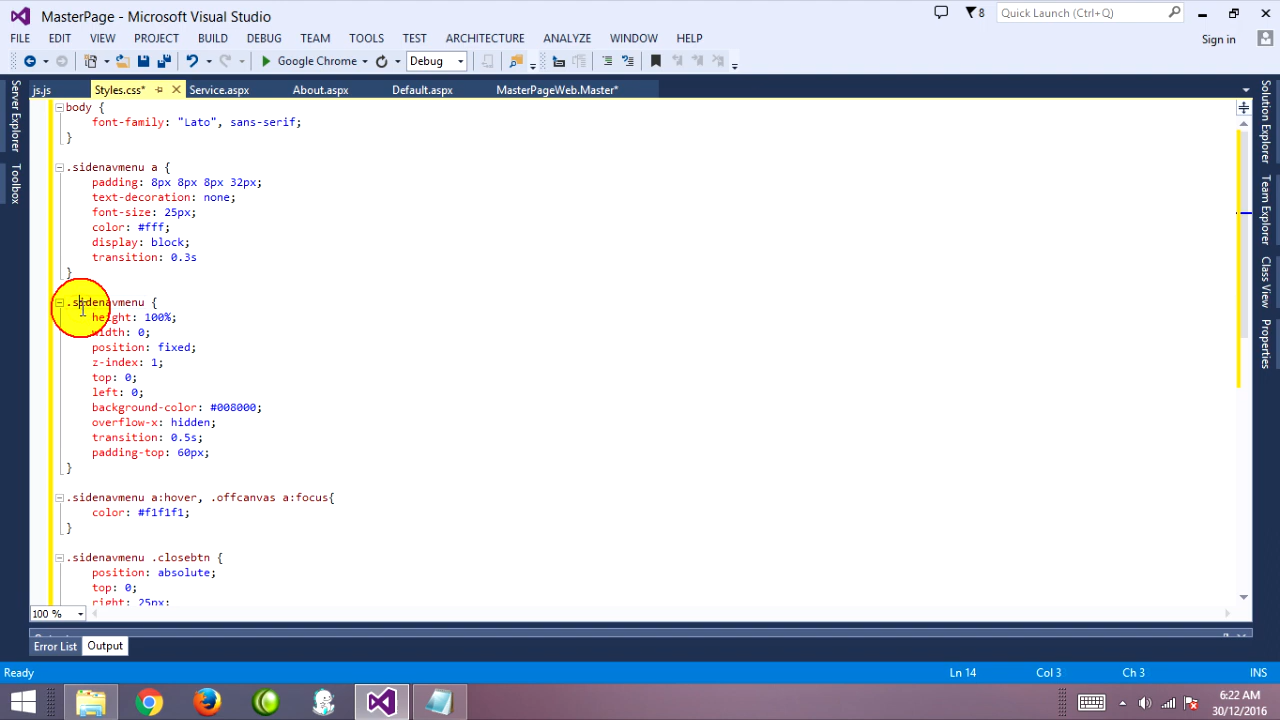 MasterPage - Microsoft Visual Studio
8
Quick Launch (Ctrl+Q)
FILE EDIT VIEW PROJECT BUILD DEBUG TEAM TOOLS TEST ARCHITECTURE ANALYZE WINDOW HELP
Sign in
Google Chrome
Debug
js.js Styles.css* Service.aspx About.aspx Default.aspx MasterPageWeb.Master*
Server Explorer
Toolbox
body {
font-family: "Lato", sans-serif;
}
.sidenavmenu a {
padding: 8px 8px 8px 32px;
text-decoration: none;
font-size: 25px;
color: #fff;
display: block;
transition: 0.3s
}
.sidenavmenu {
height: 100%;
width: 0;
position: fixed;
z-index: 1;
top: 0;
left: 0;
background-color: #008000;
overflow-x: hidden;
transition: 0.5s;
padding-top: 60px;
}
.sidenavmenu a:hover, .offcanvas a:focus{
color: #f1f1f1;
}
.sidenavmenu .closebtn {
position: absolute;
top: 0;
right: 25px;
Solution Explorer
Team Explorer
Class View
Properties
100 %
Error List Output
Ready
Ln 14 Col 3 Ch 3 INS
6:22 AM
30/12/2016